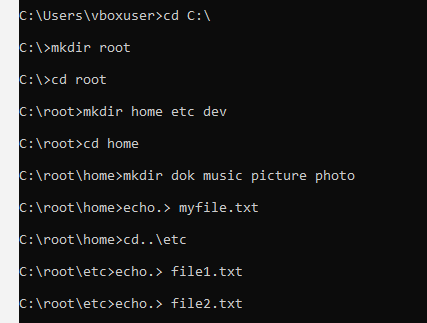 C:\Users\vboxuser>cd C:\
C:\>mkdir root
C:\>cd root
C:\root>mkdir home etc dev
C:\root>cd home
C:\root\home>mkdir dok music picture photo
C:\root\home>echo.> myfile.txt
C:\root\home>cd..\etc
C:\root\etc>echo.> file1.txt
C:\root\etc>echo.> file2.txt